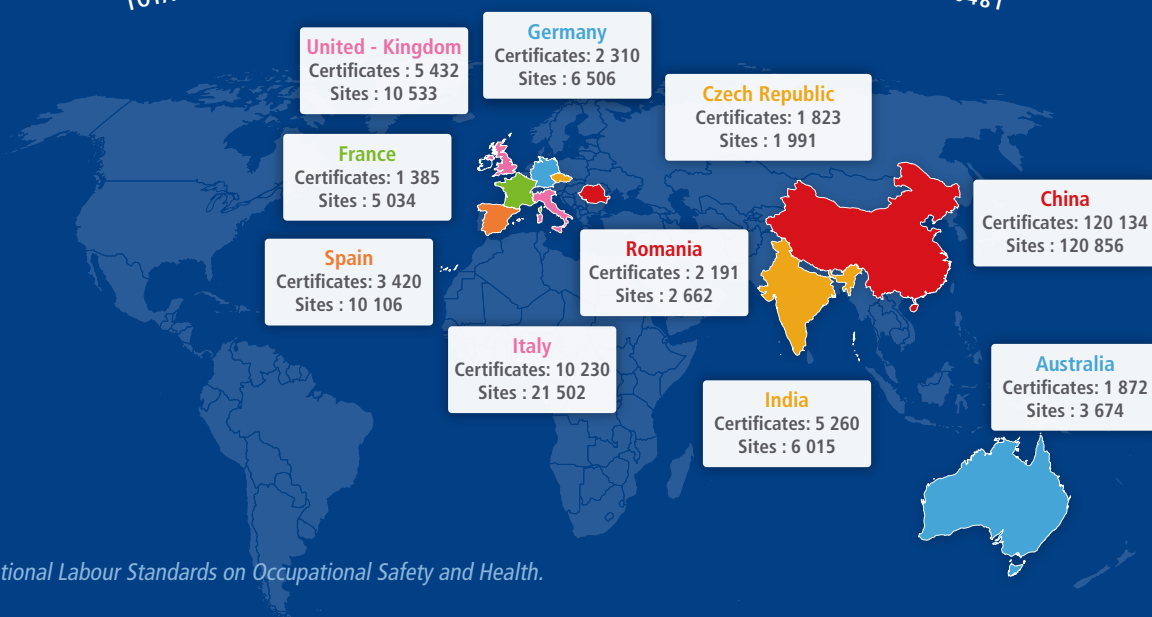 United - Kingdom
Certificates : 5 432
Sites : 10 533
Germany
Certificates: 2 310
Sites : 6 506
Czech Republic
Certificates: 1 823
Sites : 1 991
France
Certificates: 1 385
Sites : 5 034
China
Certificates: 120 134
Sites : 120 856
Spain
Certificates: 3 420
Sites : 10 106
Romania
Certificates : 2 191
Sites : 2 662
Italy
Certificates: 10 230
Sites : 21 502
Australia
Certificates: 1 872
Sites : 3 674
India
Certificates: 5 260
Sites : 6 015
tional Labour Standards on Occupational Safety and Health.